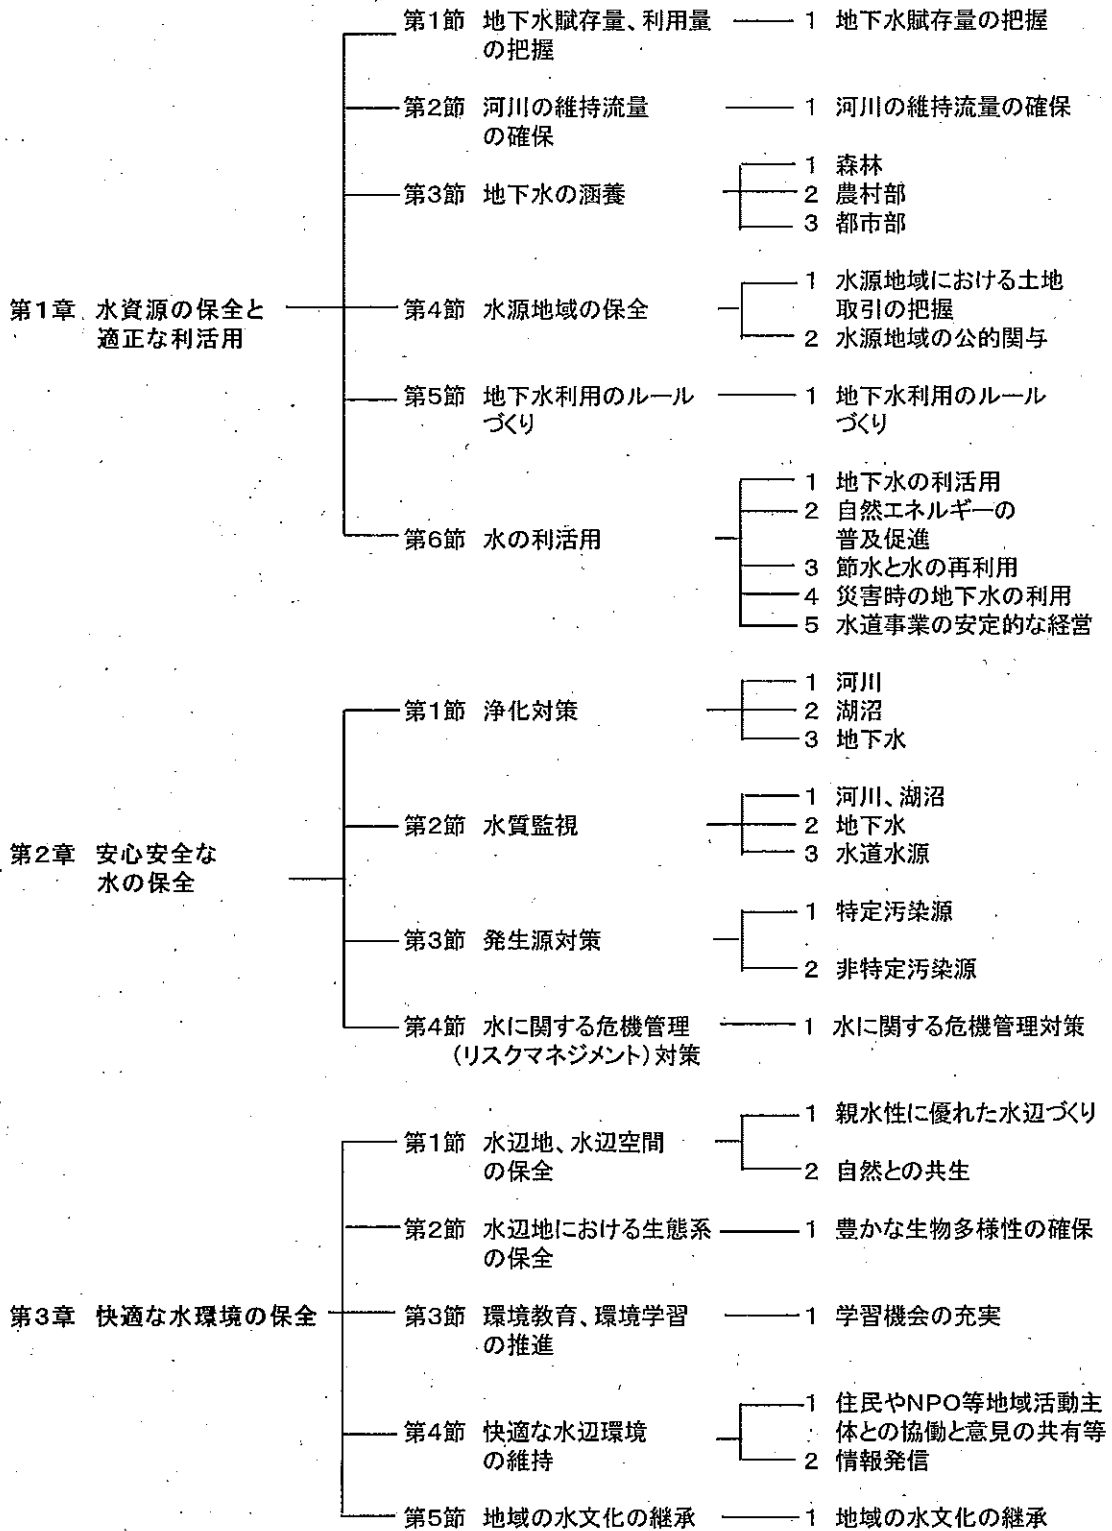 第1節 地下水賦存量、利用量 1 地下水賦存量の把握
の把握
第2節 河川の維持流量 1 河川の維持流量の確保
の確保
1 森林
第3節 地下水の涵養 2 農村部
3 都市部
1 水源地域における土地
第1章 水資源の保全と 第4節 水源地域の保全 取引の把握
適正な利活用 2 水源地域の公的関与
第5節 地下水利用のルール 1 地下水利用のルール
づくり づくり
1 地下水の利活用
2 自然エネルギーの
第6節 水の利活用 普及促進
3 節水と水の再利用
4 災害時の地下水の利用
5 水道事業の安定的な経営
1 河川
第1節 浄化対策 2 湖沼
3 地下水
1 河川、湖沼
第2節 水質監視 2 地下水
第2章 安心安全な 3 水道水源
水の保全
1 特定汚染源
第3節 発生源対策
2 非特定汚染源
第4節 水に関する危機管理 1 水に関する危機管理対策
(リスクマネジメント)対策
1 親水性に優れた水辺づくり
第1節 水辺地、水辺空間
の保全 2 自然との共生
第2節 水辺地における生態系 1 豊かな生物多様性の確保
の保全
第3章 快適な水環境の保全 第3節 環境教育、環境学習 1 学習機会の充実
の推進
1 住民やNPO等地域活動主
第4節 快適な水辺環境 体との協働と意見の共有等
の維持 2 情報発信
第5節 地域の水文化の継承 1 地域の水文化の継承